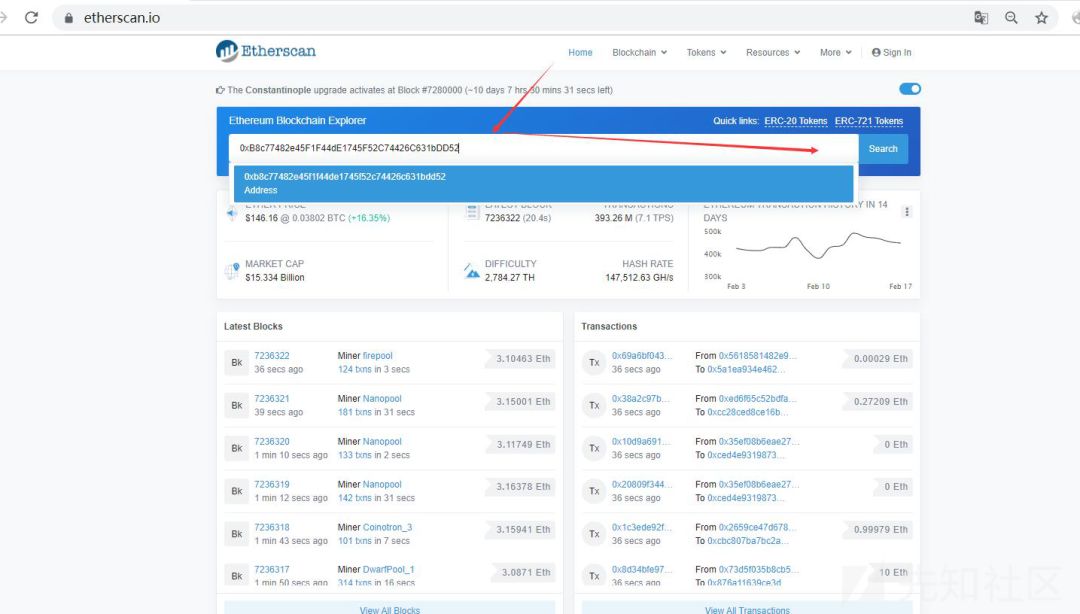 etherscan.io
Etherscan
Home Blockchain Tokens Resources More Sign In
The Constantinople upgrade activates at Block #7280000 (~10 days 7 hrs 30 mins 31 secs left)
Ethereum Blockchain Explorer
Quick links: ERC-20 Tokens ERC-721 Tokens
0xB8c77482e45F1F44dE1745F52C74426C631bDD52
Search
0xb8c77482e45f1f44de1745f52c74426c631bdd52
Address
ETHER PRICE
$146.16 @ 0.03802 BTC (+16.35%)
MARKET CAP
$15.334 Billion
LATEST BLOCK
7236322 (20.4s)
TRANSACTIONS
393.26 M (7.1 TPS)
DIFFICULTY
2,784.27 TH
HASH RATE
147,512.63 GH/s
ETHEREUM TRANSACTION HISTORY IN 14
DAYS
500k
400k
300k
Feb 3 Feb 10 Feb 17
Latest Blocks
Bk 7236322 Miner firepool 3.10463 Eth
36 secs ago 124 txns in 3 secs
Bk 7236321 Miner Nanopool 3.15001 Eth
39 secs ago 181 txns in 31 secs
Bk 7236320 Miner Nanopool 3.11749 Eth
1 min 10 secs ago 133 txns in 2 secs
Bk 7236319 Miner Nanopool 3.16378 Eth
1 min 12 secs ago 142 txns in 31 secs
Bk 7236318 Miner Coinotron_3 3.15941 Eth
1 min 43 secs ago 101 txns in 7 secs
Bk 7236317 Miner DwarfPool_1 3.0871 Eth
1 min 50 secs ago 314 txns in 16 secs
View All Blocks
Transactions
Tx 0x69a6bf043... From 0x5618581482e9... 0.00029 Eth
36 secs ago To 0x5a1ea934e462...
Tx 0x38a2c97b... From 0xed6f65c52bdfa... 0.27209 Eth
36 secs ago To 0xcc28ced8ce16b...
Tx 0x10d9a691... From 0x35ef08b6eae27... 0 Eth
36 secs ago To 0xced4e9319873...
Tx 0x20809f344... From 0x35ef08b6eae27... 0 Eth
36 secs ago To 0xced4e9319873...
Tx 0x1c3ede92f... From 0x2659ce47d678... 0.99979 Eth
36 secs ago To 0xcbc807ba7bc2a...
Tx 0x8d34bfe97... From 0x73d5f035b8cb5... 10 Eth
36 secs ago To 0x876a11639ce3d...
View All Transactions
先知社区